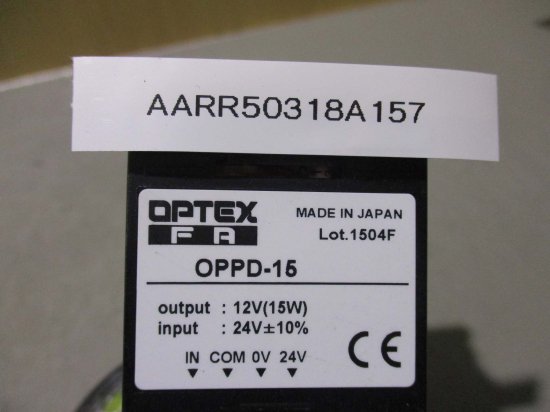 AARR50318A157
OPTEX
FA
MADE IN JAPAN
Lot.1504F
OPPD-15
output : 12V(15W)
input : 24V±10%
CE
IN COM 0V 24V